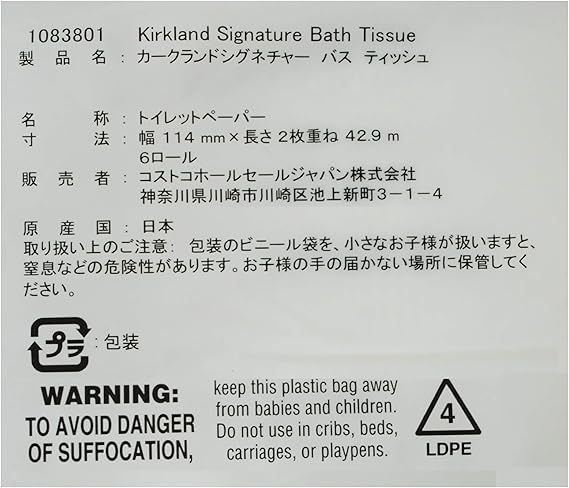 1083801 Kirkland Signature Bath Tissue
製品名：カークランドシグネチャー バス ティッシュ
名称：トイレットペーパー
寸法：幅 114 mm×長さ 2枚重ね 42.9 m
6ロール
販売者：コストコホールセールジャパン株式会社
神奈川県川崎市川崎区池上新町3－1－4
原産国：日本
取り扱い上のご注意： 包装のビニール袋を、小さなお子様が扱いますと、
窒息などの危険性があります。お子様の手の届かない場所に保管してく
ださい。
プラ：包装
WARNING:
TO AVOID DANGER
OF SUFFOCATION,
keep this plastic bag away
from babies and children.
Do not use in cribs, beds,
carriages, or playpens.
4
LDPE